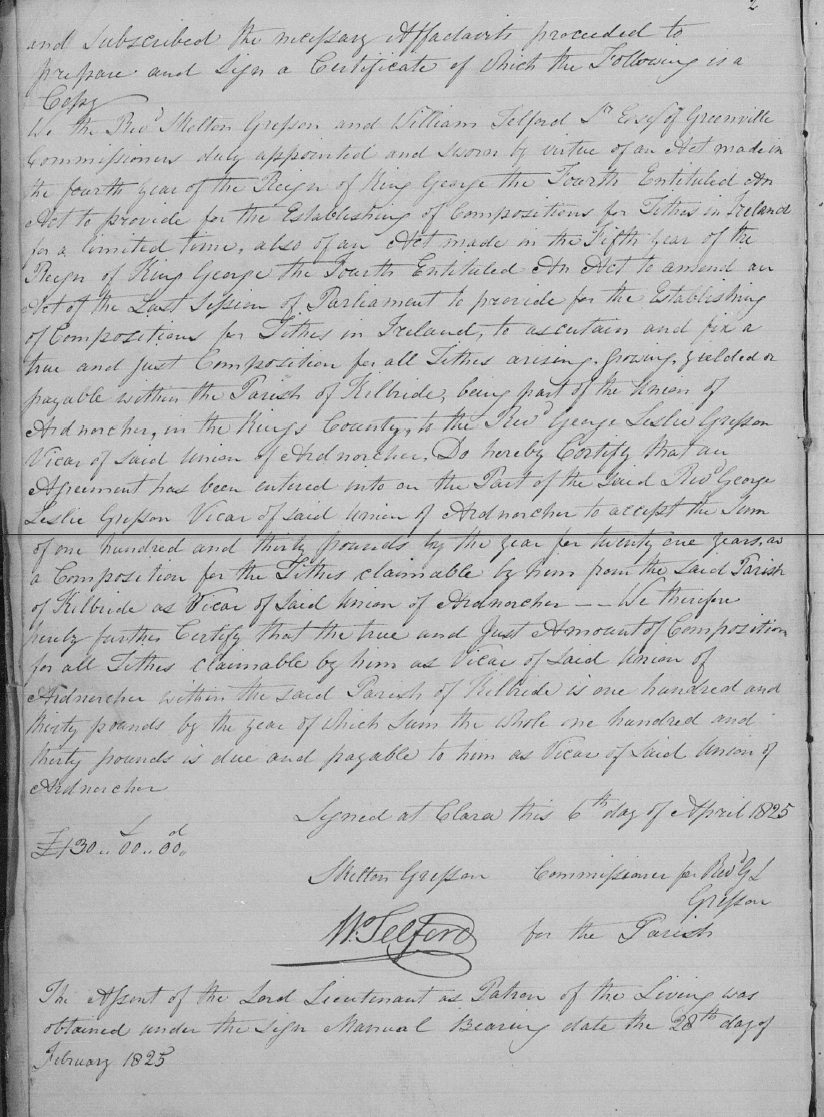 2
and Subscribed the necessary Affadavits proceeded to
prepare and Sign a Certificate of Which the Following is a
Copy
We the Revd Skelton Gresson and William Telford Sr Esqr of Greenville
Commissioners duly appointed and Sworn by virtue of an Act made in
the fourth year of the Reign of King George the Fourth Entituled An
Act to provide for the Establishing of Compositions for Tithes in Ireland
for a limited time, also of an Act made in the Fifth year of the
Reign of King George the Fourth Entituled An Act to amend an
Act of the Last Session of Parliament to provide for the Establishing
of Compositions for Tithes in Ireland, to ascertain and fix a
true and Just Composition for all Tithes arising, growing, yielded or
payable within the Parish of Kilbride, being part of the Union of
Ardnorcher, in the Kings County, to the Revd George Leslie Gresson
Vicar of Said Union of Ardnorcher, Do hereby Certify that an
Agreement has been entered into on the Part of the Said Revd George
Leslie Gresson Vicar of Said Union of Ardnorcher to accept the Sum
of one hundred and thirty pounds by the year for twenty one years, as
a Composition for the Tithes claimable by him from the Said Parish
of Kilbride as Vicar of Said Union of Ardnorcher – – We therefore
hereby further Certify that the true and Just Amount of Composition
for all Tithes claimable by him as Vicar of Said Union of
Ardnorcher within the said Parish of Kilbride is one hundred and
thirty pounds by the year of which Sum the whole one hundred and
thirty pounds is due and payable to him as Vicar of Said Union of
Ardnorcher
Signed at Clara this 6th day of April 1825
£130.. 00.. 00d
Skelton Gresson Commissioner for Revd G L
Gresson
Wm Telford for the Parish
The Assent of the Lord Lieutenant as Patron of the Living was
obtained under the Sign Manual Bearing date the 28th day of
February 1825